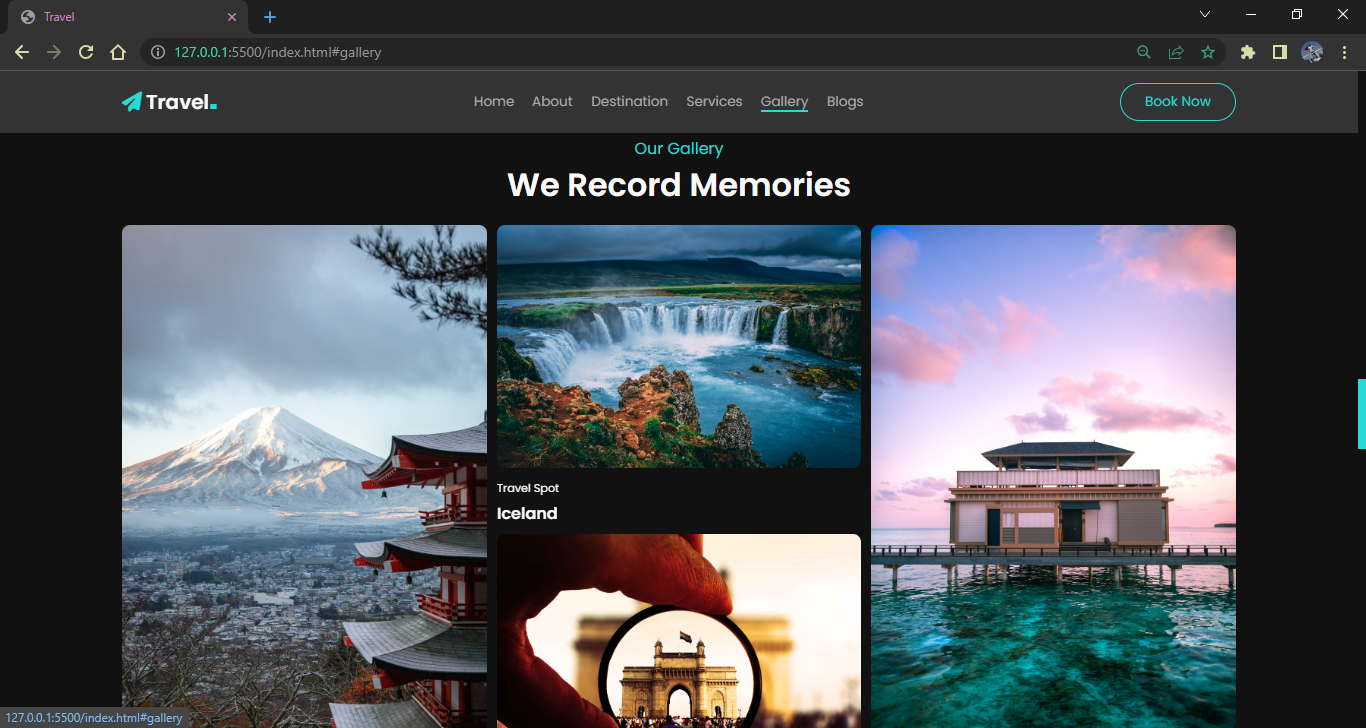 Travel
127.0.0.1:5500/index.html#gallery
Travel.
Home About Destination Services Gallery Blogs
Book Now
Our Gallery
We Record Memories
Travel Spot
Iceland
127.0.0.1:5500/index.html#gallery